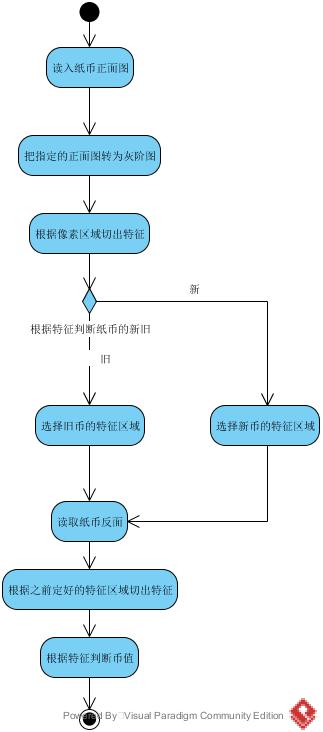 读入纸币正面图
把指定的正面图转为灰阶图
根据像素区域切出特征
新
根据特征判断纸币的新旧
旧
选择旧币的特征区域
选择新币的特征区域
读取纸币反面
根据之前定好的特征区域切出特征
根据特征判断币值
Powered By Visual Paradigm Community Edition